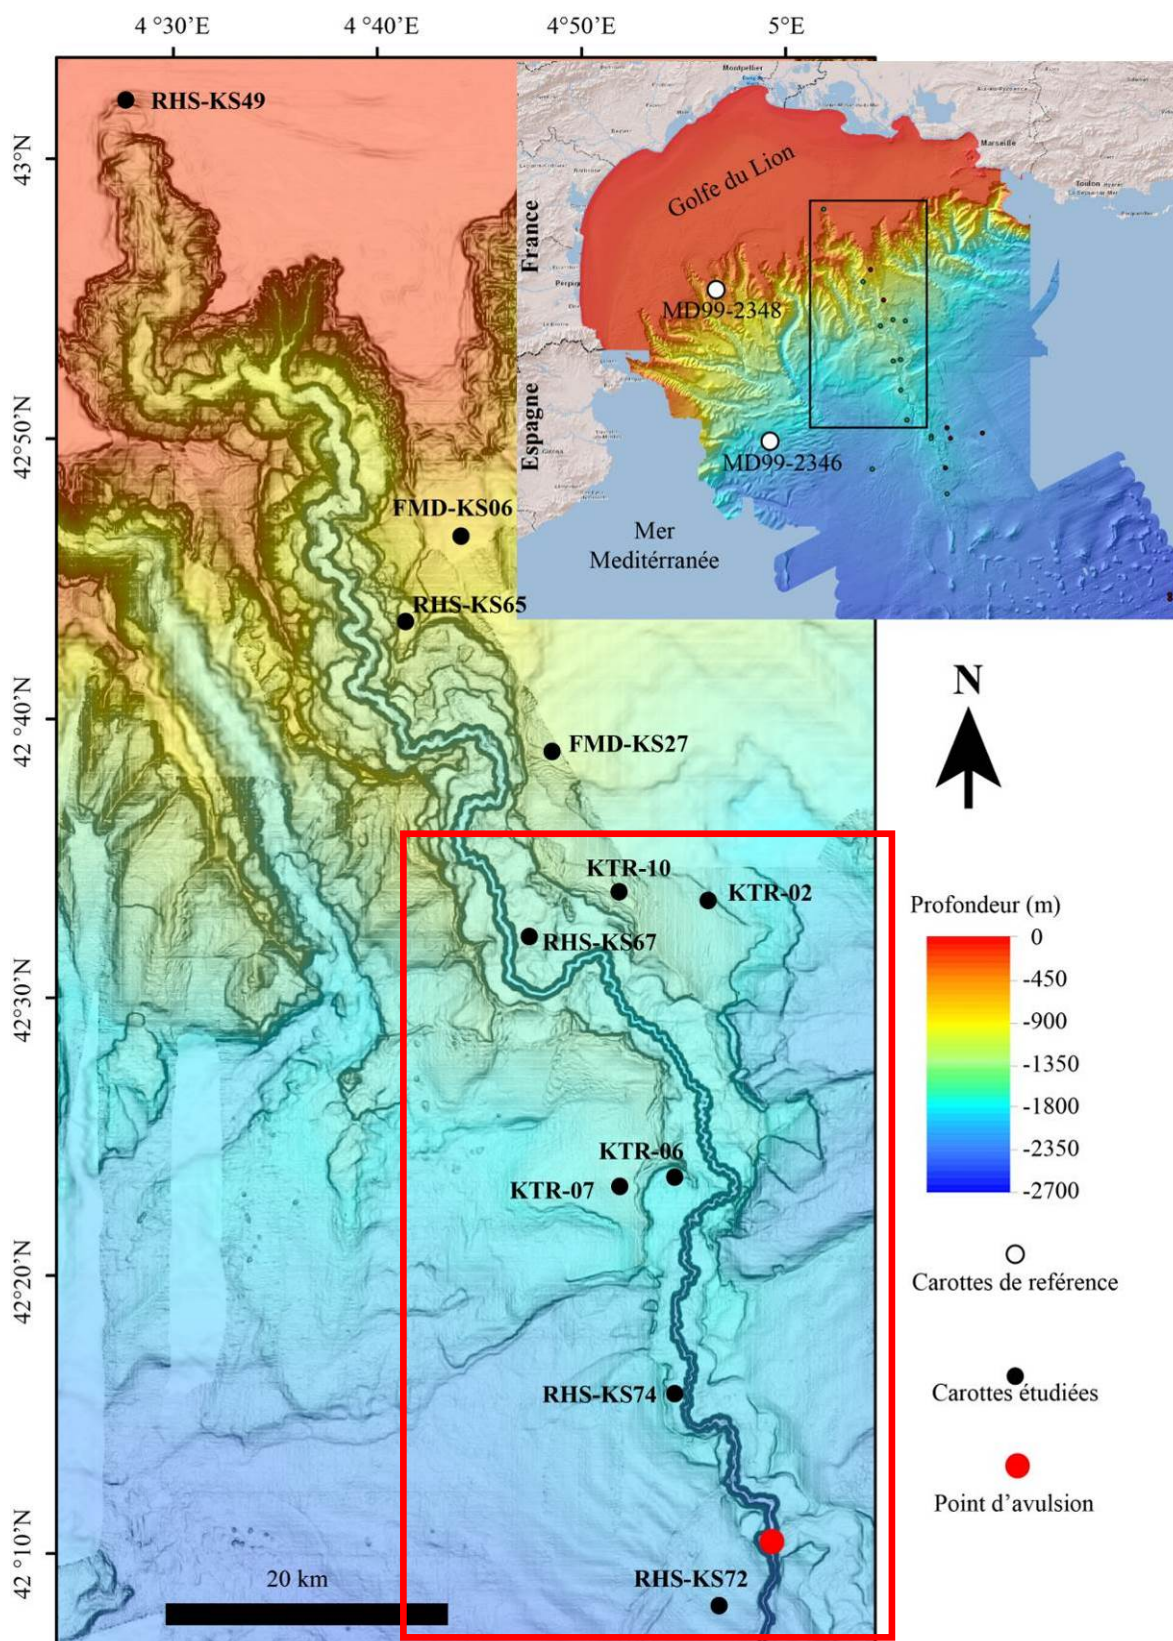 4 °30’E
4 °40’E
4°50’E
5°E
43°N
42°50’N
42 °40’N
42°30’N
42°20’N
42 °10’N
RHS-KS49
Montpellier
Marseille
Toulon
Golfe du Lion
France
MD99-2348
Espagne
MD99-2346
Mer
Meditérranée
FMD-KS06
RHS-KS65
FMD-KS27
N
KTR-10
KTR-02
RHS-KS67
KTR-06
KTR-07
RHS-KS74
RHS-KS72
20 km
Profondeur (m)
0
-450
-900
-1350
-1800
-2350
-2700
Carottes de reférence
Carottes étudiées
Point d’avulsion